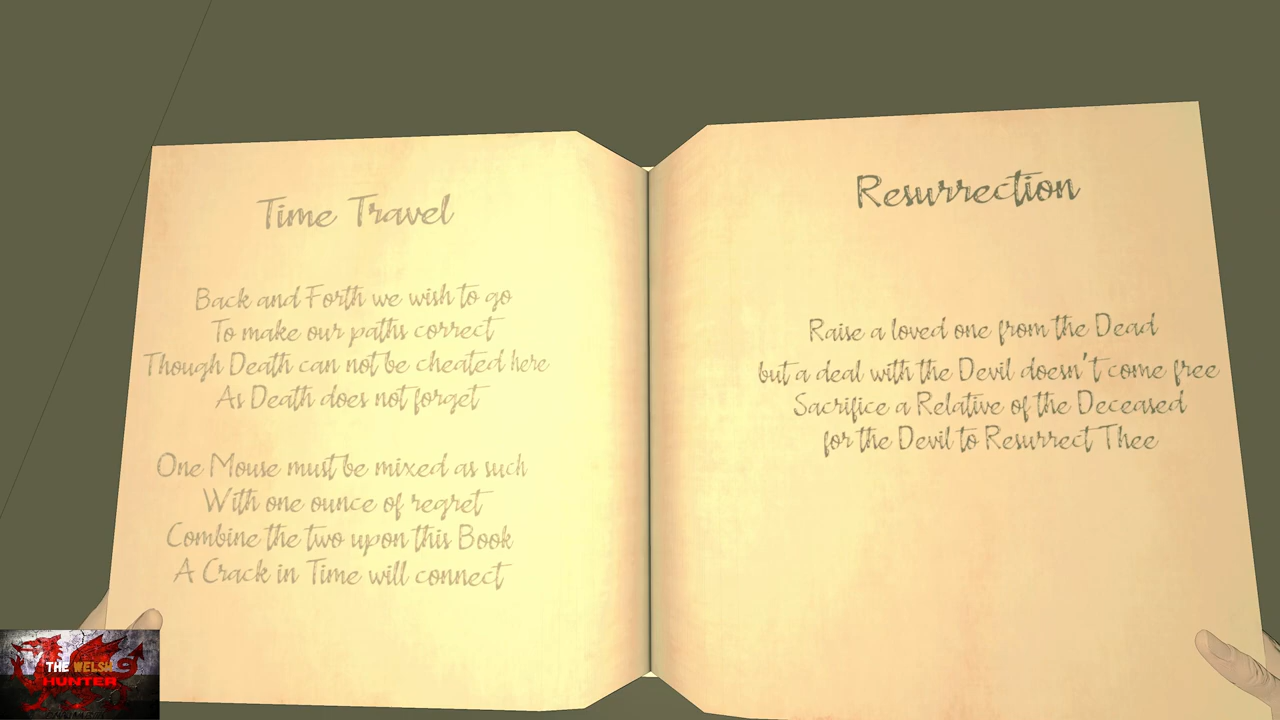 Time Travel
Back and Forth we wish to go
To make our paths correct
Though Death can not be cheated here
As Death does not forget
One Mouse must be mixed as such
With one ounce of regret
Combine the two upon this Book
A Crack in Time will connect
Resurrection
Raise a loved one from the Dead
but a deal with the Devil doesn't come free
Sacrifice a Relative of the Deceased
for the Devil to Resurrect Thee
THE WELSH
HUNTER